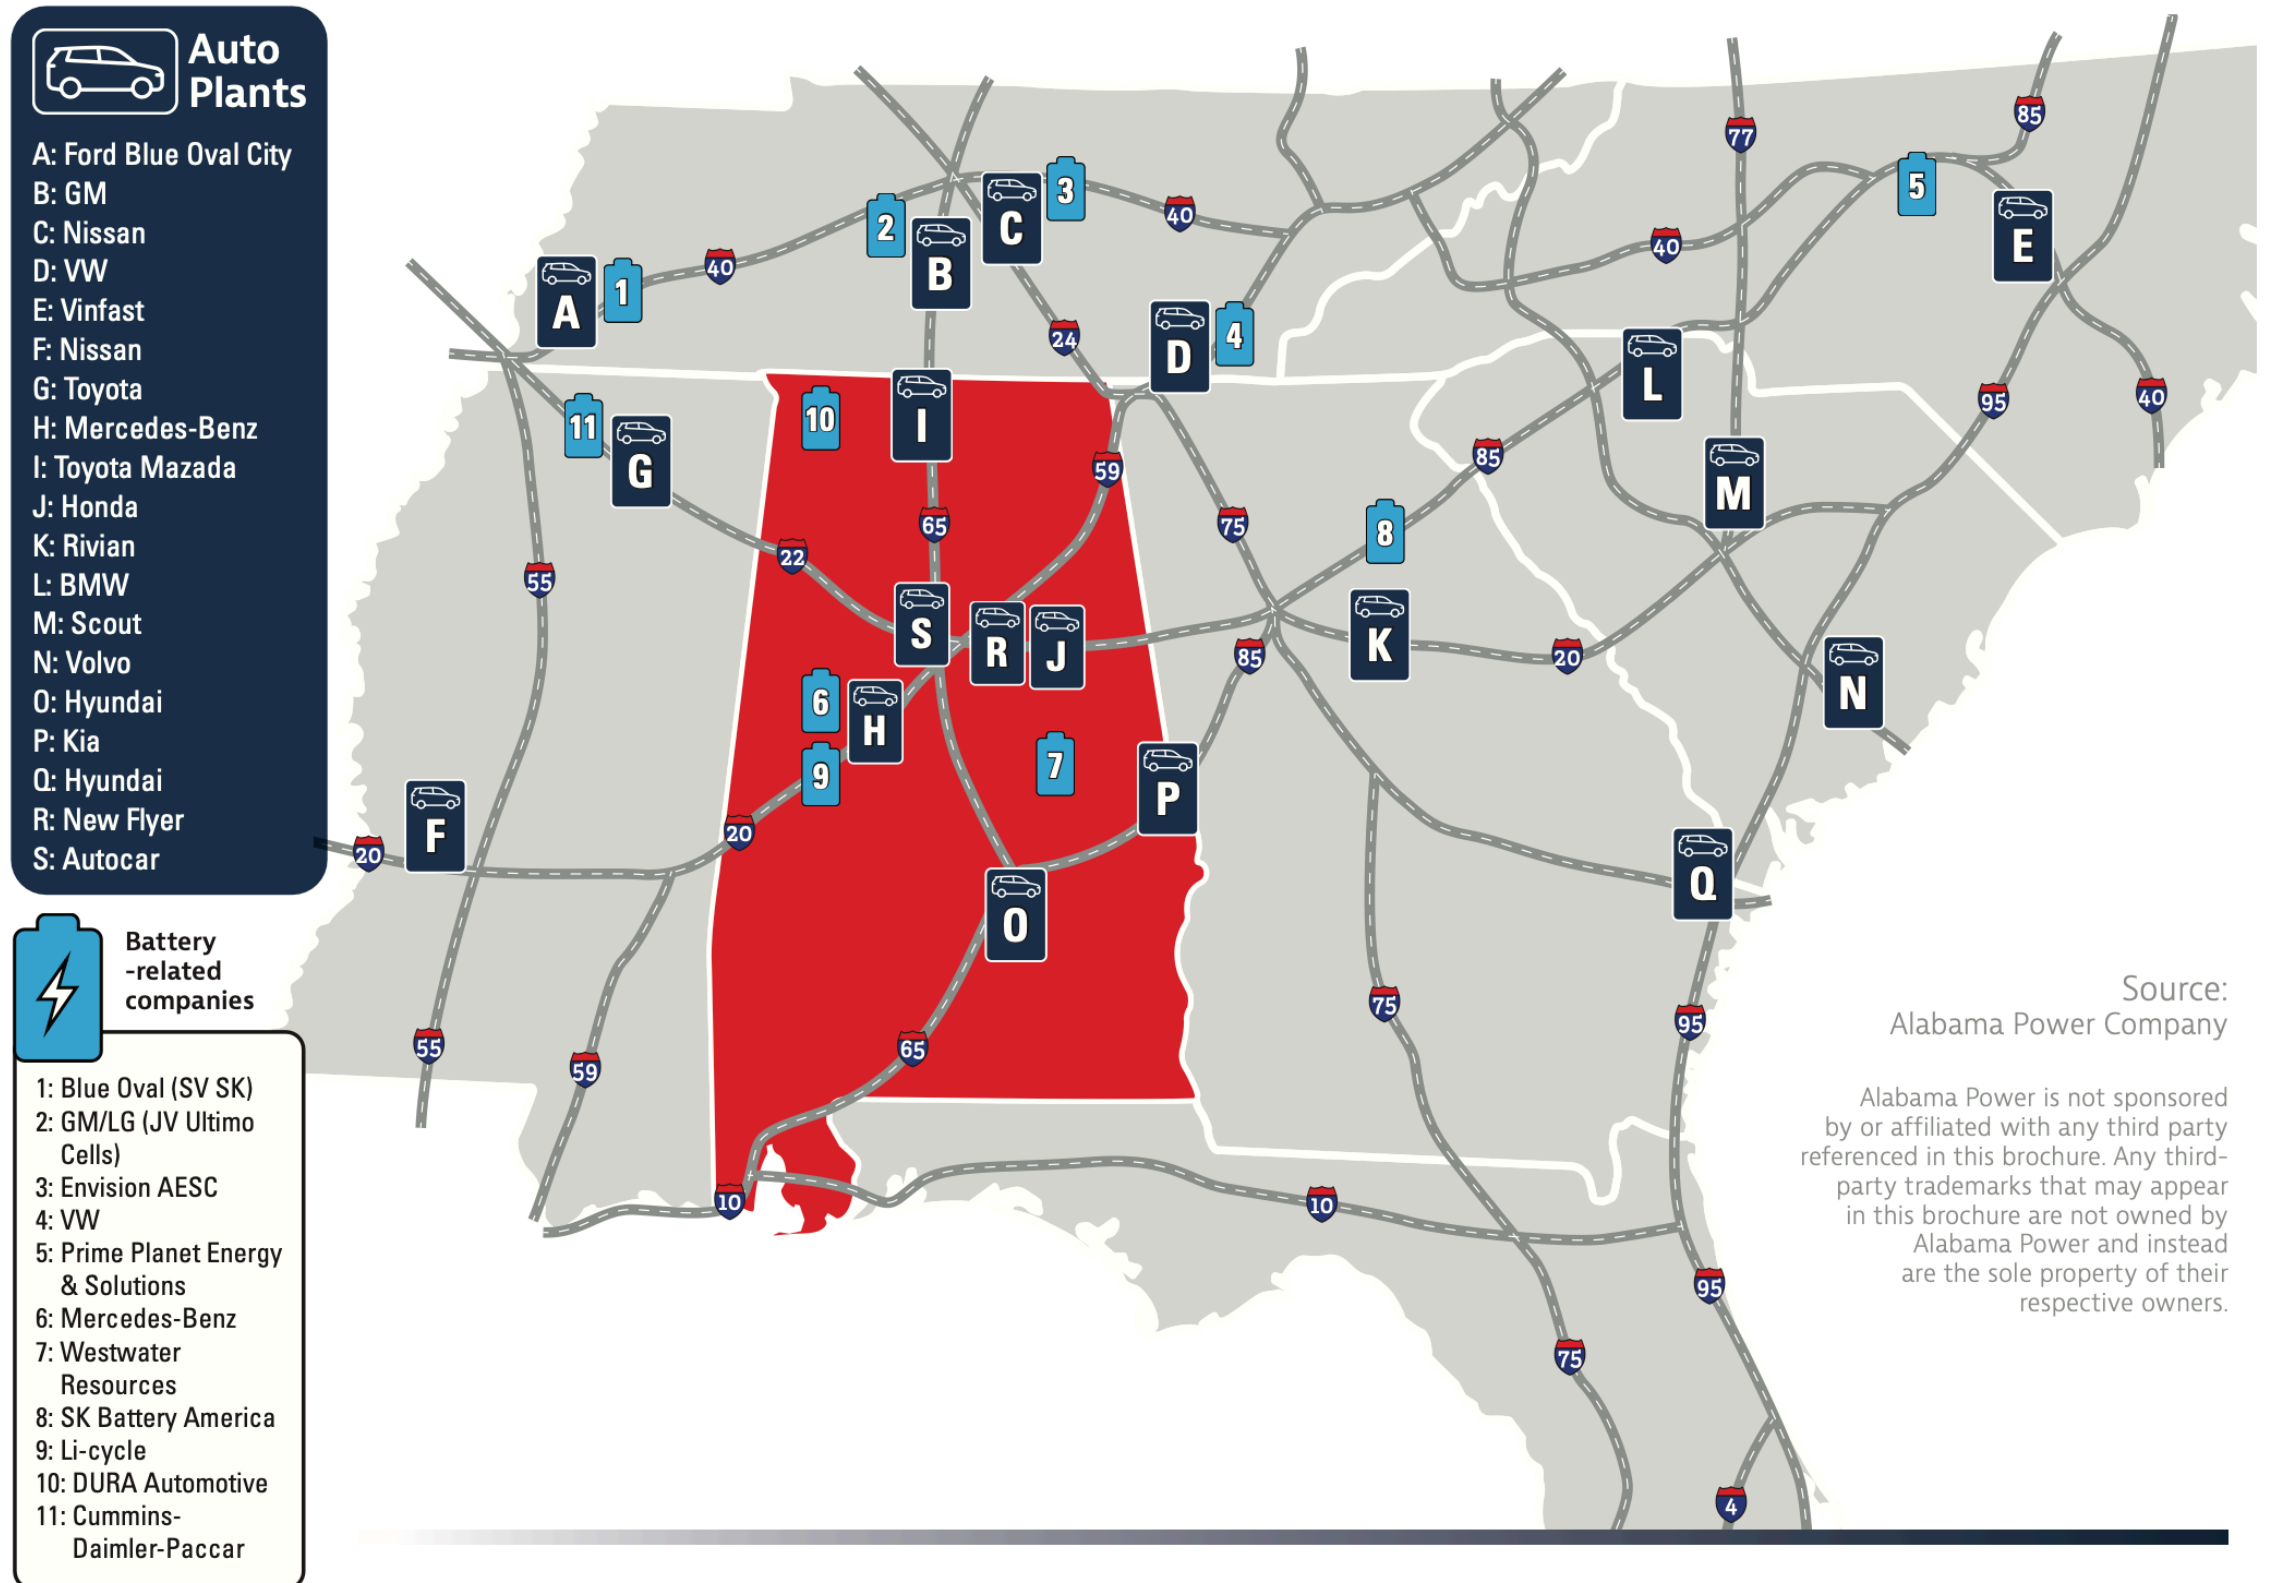 Auto
Plants
A: Ford Blue Oval City
B: GM
C: Nissan
D: VW
E: Vinfast
F: Nissan
G: Toyota
H: Mercedes-Benz
I: Toyota Mazada
J: Honda
K: Rivian
L: BMW
M: Scout
N: Volvo
O: Hyundai
P: Kia
Q: Hyundai
R: New Flyer
S: Autocar
Battery
-related
companies
1: Blue Oval (SV SK)
2: GM/LG (JV Ultimo
Cells)
3: Envision AESC
4: VW
5: Prime Planet Energy
& Solutions
6: Mercedes-Benz
7: Westwater
Resources
8: SK Battery America
9: Li-cycle
10: DURA Automotive
11: Cummins-
Daimler-Paccar
85
77
3
5
2
C
40
E
40
B
40
1
A
24
4
D
L
95
40
10
I
11
G
59
85
M
65
75
8
22
55
S
R
J
K
85
20
6
H
N
7
9
P
20
F
20
Q
O
75
95
65
55
59
10
10
95
75
4
Source:
Alabama Power Company
Alabama Power is not sponsored
by or affiliated with any third party
referenced in this brochure. Any third-
party trademarks that may appear
in this brochure are not owned by
Alabama Power and instead
are the sole property of their
respective owners.